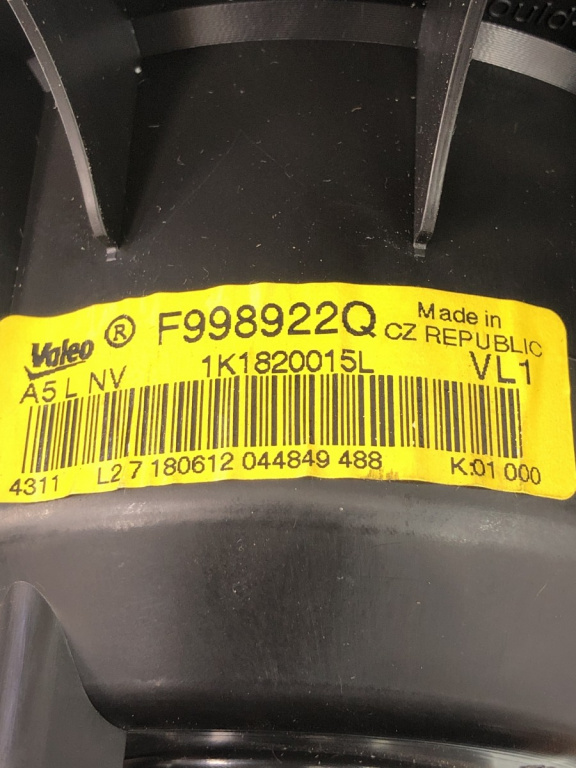 Valeo ® F998922Q Made in
CZ REPUBLIC
1K1820015L
A5 L NV VL1
4311 L2 7 180612 044849 488 K:01 000